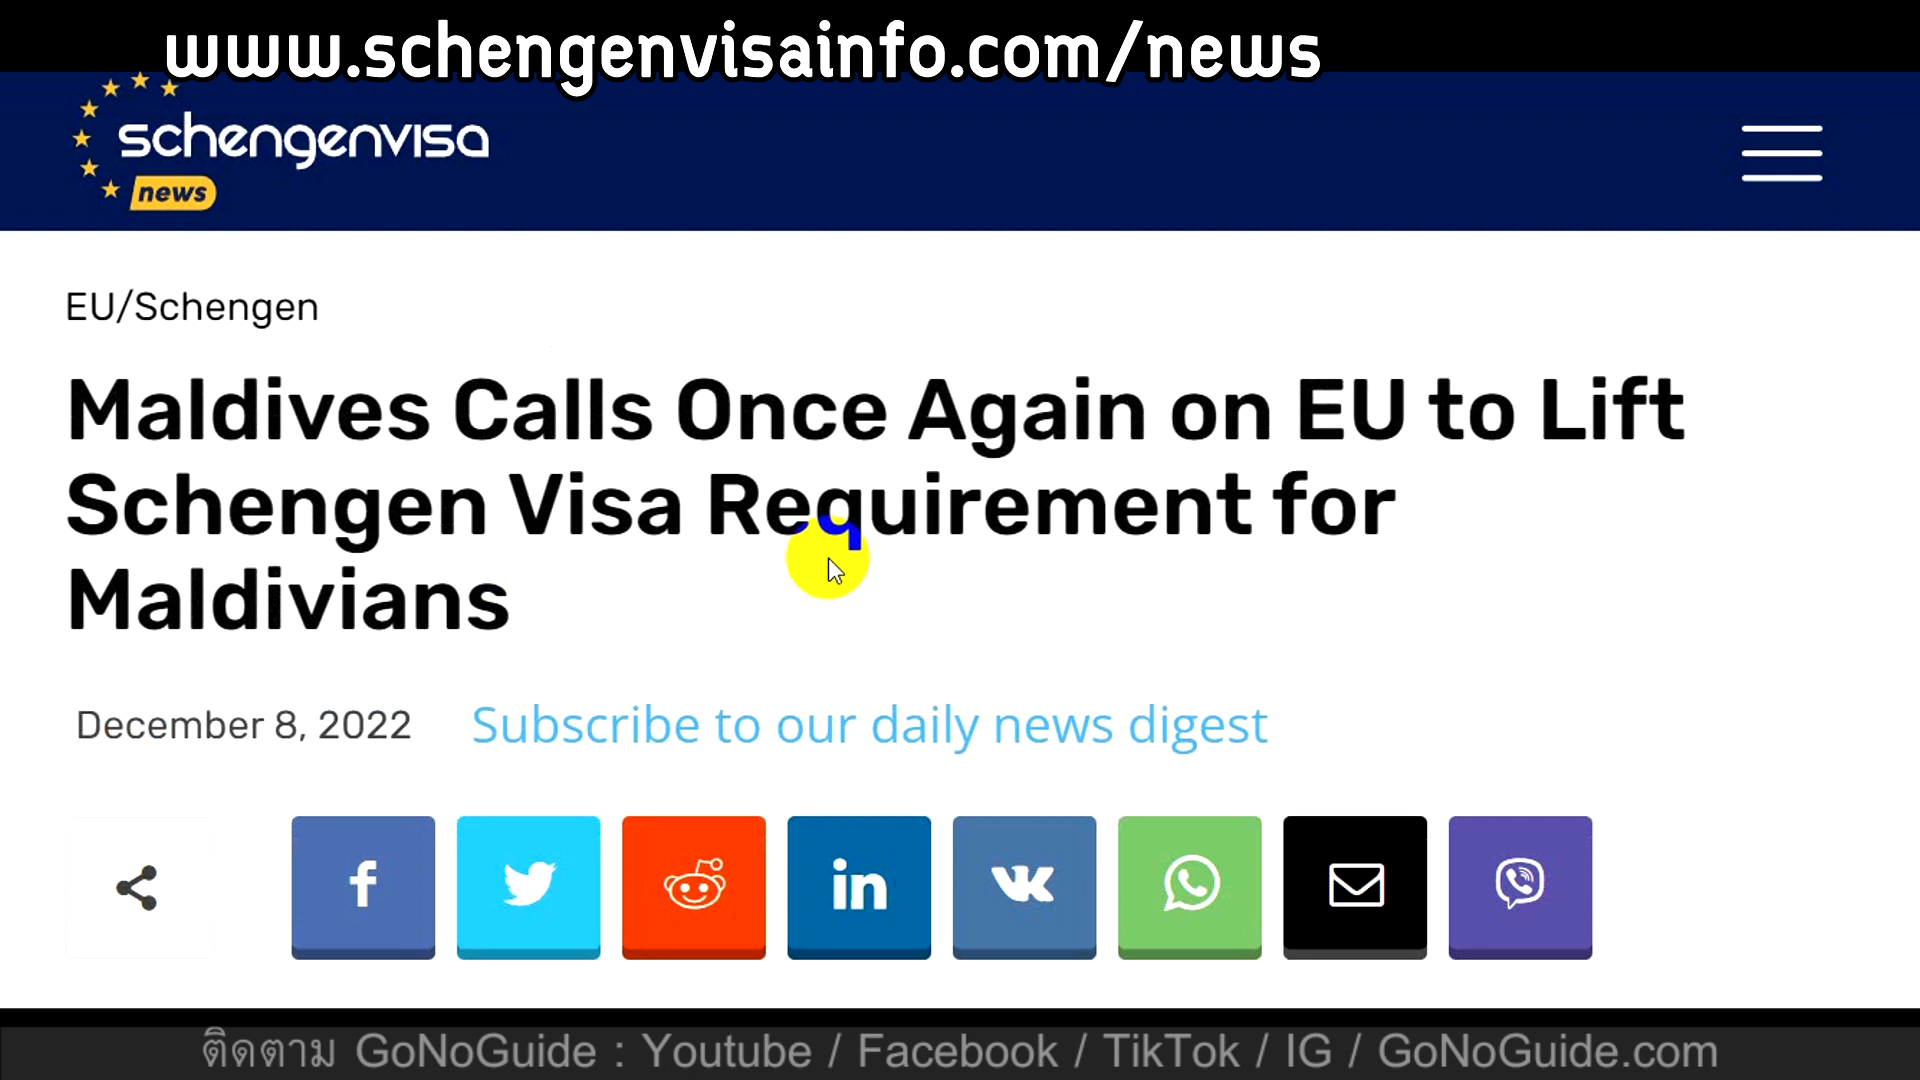 www.schengenvisainfo.com/news
schengenvisa
news
EU/Schengen
Maldives Calls Once Again on EU to Lift
Schengen Visa Requirement for
Maldivians
December 8, 2022 Subscribe to our daily news digest
ติดตาม GoNoGuide : Youtube / Facebook / TikTok / IG / GoNoGuide.com